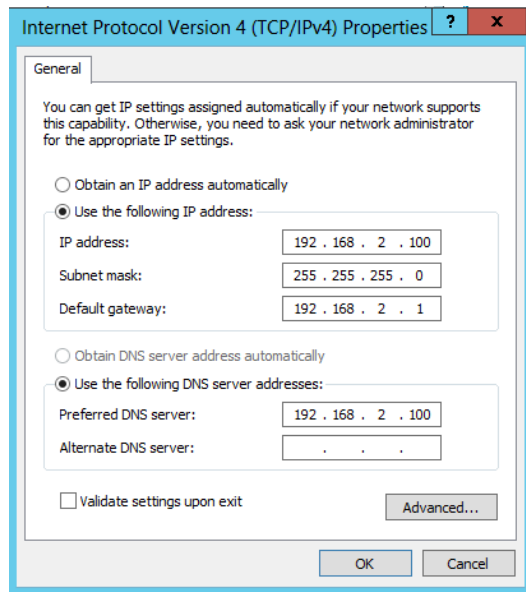 Internet Protocol Version 4 (TCP/IPv4) Properties ? x
General
You can get IP settings assigned automatically if your network supports
this capability. Otherwise, you need to ask your network administrator
for the appropriate IP settings.
Obtain an IP address automatically
Use the following IP address:
IP address: 192 . 168 . 2 . 100
Subnet mask: 255 . 255 . 255 . 0
Default gateway: 192 . 168 . 2 . 1
Obtain DNS server address automatically
Use the following DNS server addresses:
Preferred DNS server: 192 . 168 . 2 . 100
Alternate DNS server: . . .
Validate settings upon exit Advanced...
OK Cancel